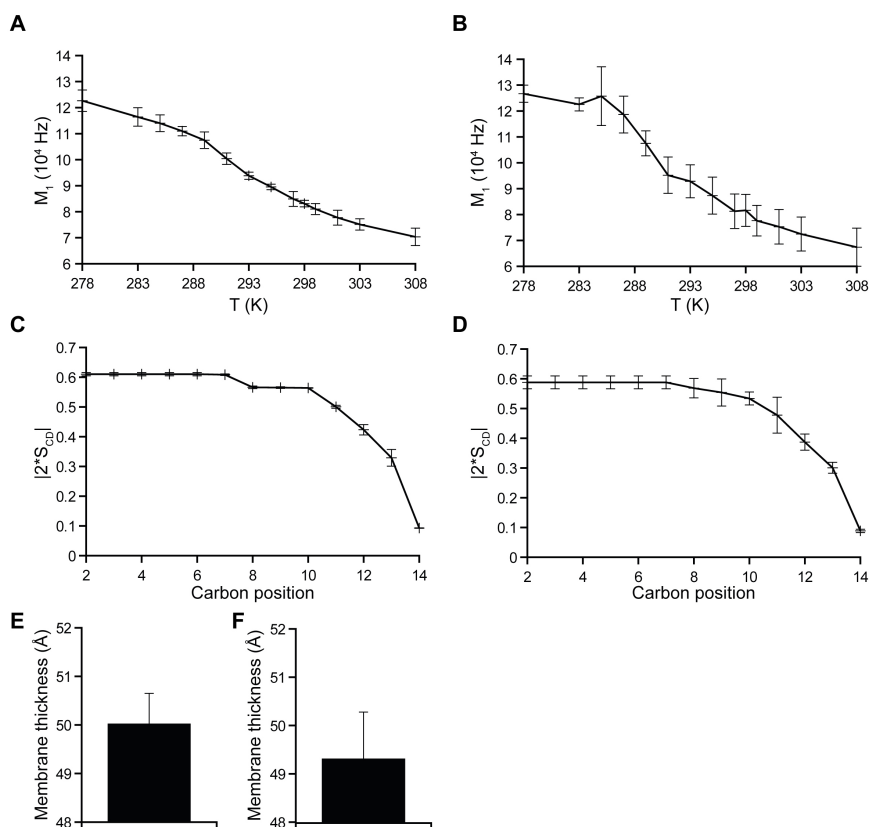 A
M1 (10⁴ Hz)
14
13
12
11
10
9
8
7
6
278 283 288 293 298 303 308
T (K)
B
M1 (10⁴ Hz)
14
13
12
11
10
9
8
7
6
278 283 288 293 298 303 308
T (K)
C
|2*SCD|
0.7
0.6
0.5
0.4
0.3
0.2
0.1
0
2 4 6 8 10 12 14
Carbon position
D
|2*SCD|
0.7
0.6
0.5
0.4
0.3
0.2
0.1
0
2 4 6 8 10 12 14
Carbon position
E
Membrane thickness (Å)
52
51
50
49
48
F
Membrane thickness (Å)
52
51
50
49
48